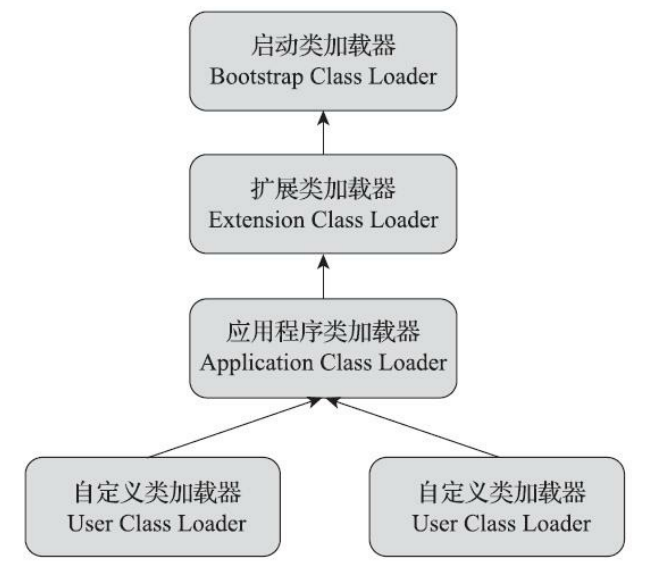 启动类加载器
Bootstrap Class Loader
扩展类加载器
Extension Class Loader
应用程序类加载器
Application Class Loader
自定义类加载器
User Class Loader
自定义类加载器
User Class Loader